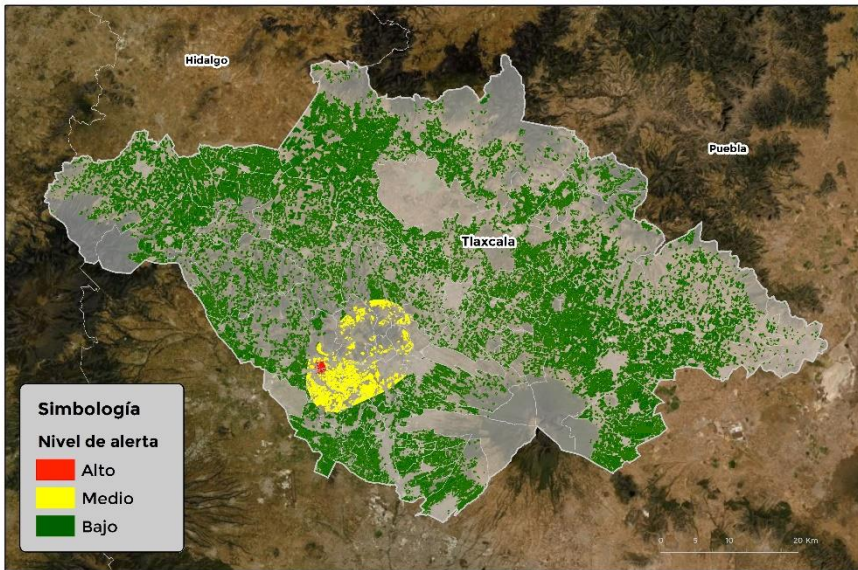 Hidalgo
Puebla
Tlaxcala
Simbología
Nivel de alerta
Alto
Medio
Bajo
0 5 10 20 Km